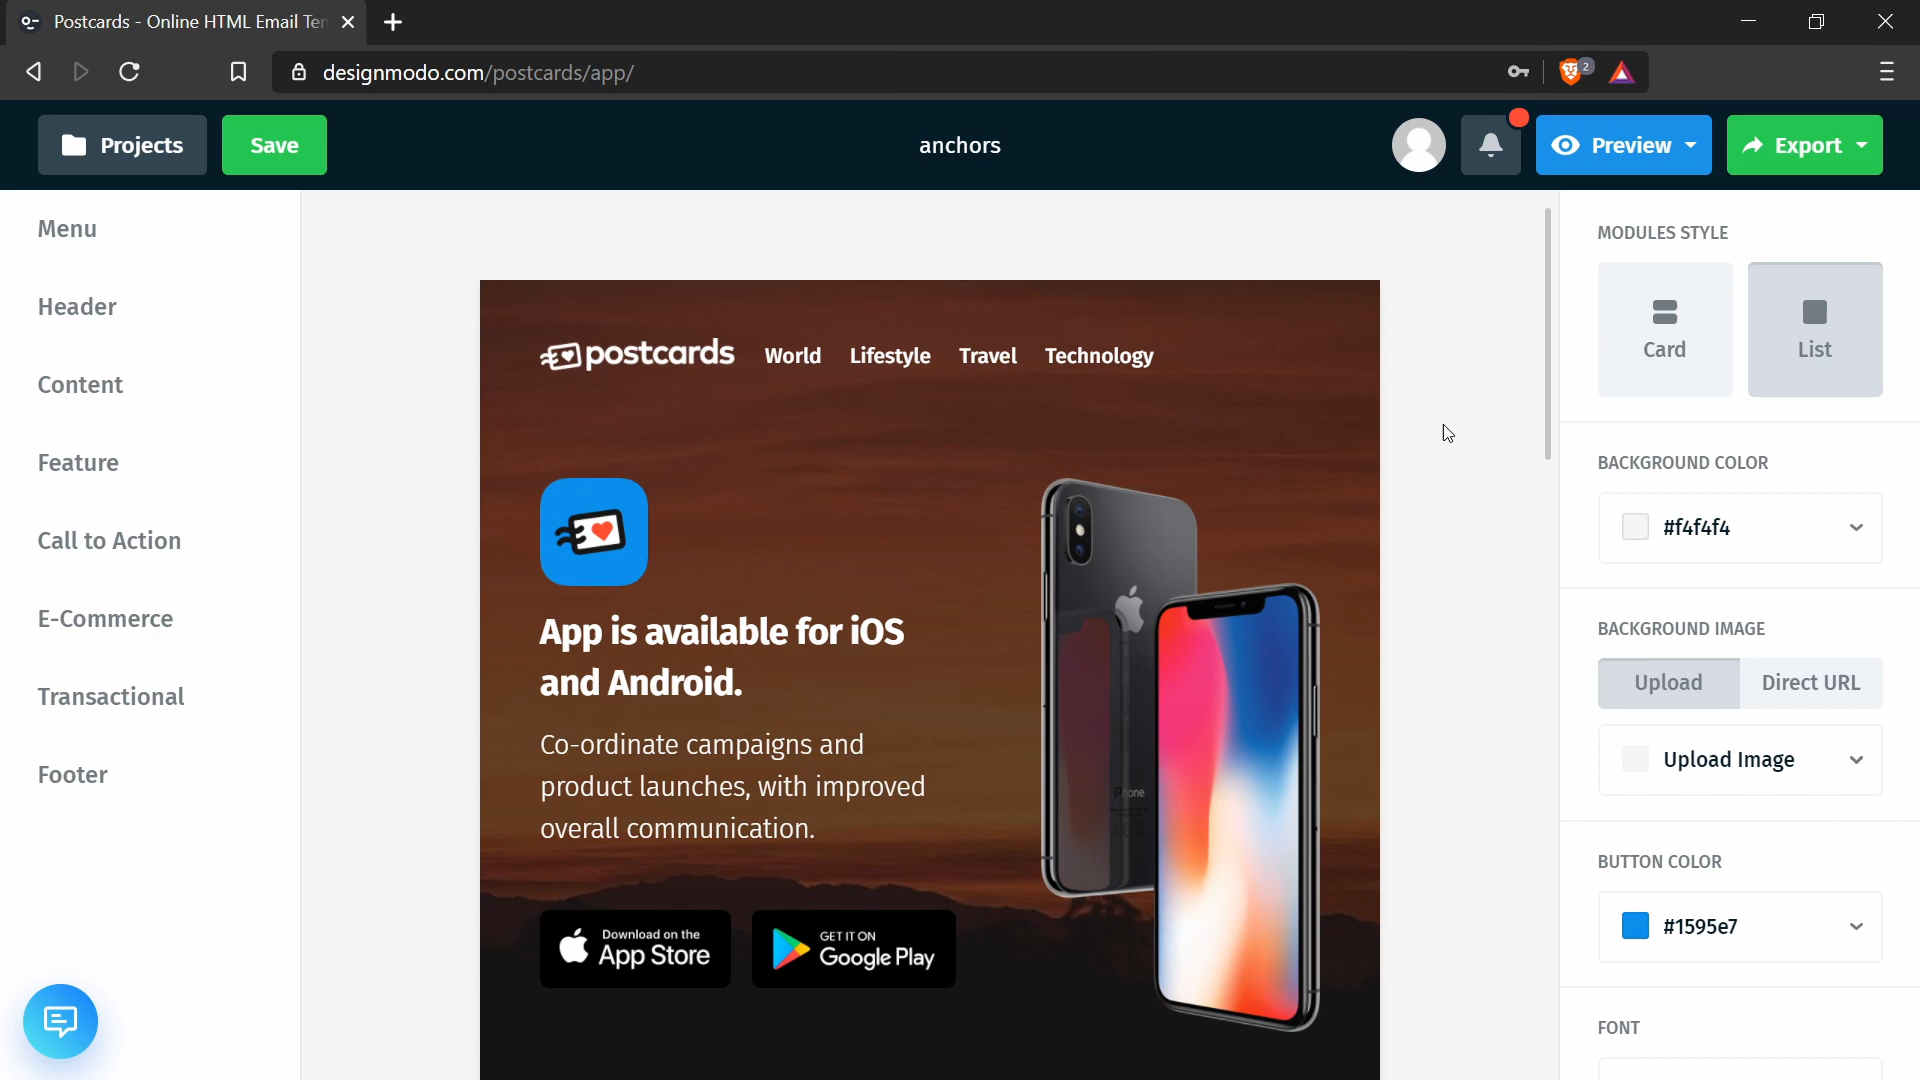 Postcards - Online HTML Email Ten
designmodo.com/postcards/app/
2
Projects
Save
anchors
Preview
Export
Menu
Header
Content
Feature
Call to Action
E-Commerce
Transactional
Footer
postcards
World
Lifestyle
Travel
Technology
App is available for iOS
and Android.
Co-ordinate campaigns and
product launches, with improved
overall communication.
Download on the
App Store
GET IT ON
Google Play
iPhone
MODULES STYLE
Card
List
BACKGROUND COLOR
#f4f4f4
BACKGROUND IMAGE
Upload
Direct URL
Upload Image
BUTTON COLOR
#1595e7
FONT